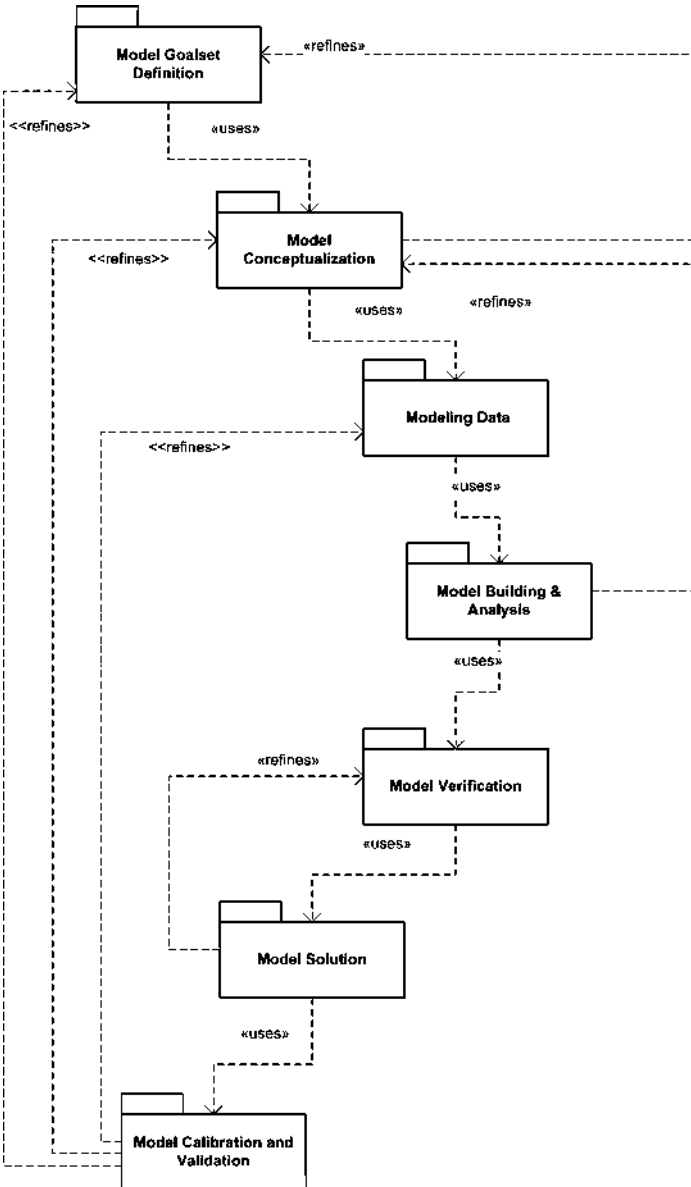 «refines»
Model Goalset
Definition
<<refines>>
«uses»
Model
Conceptualization
<<refines>>
«uses»
«refines»
Modeling Data
<<refines>>
«uses»
Model Building &
Analysis
«uses»
«refines»
Model Verification
«uses»
Model Solution
«uses»
Model Calibration and
Validation